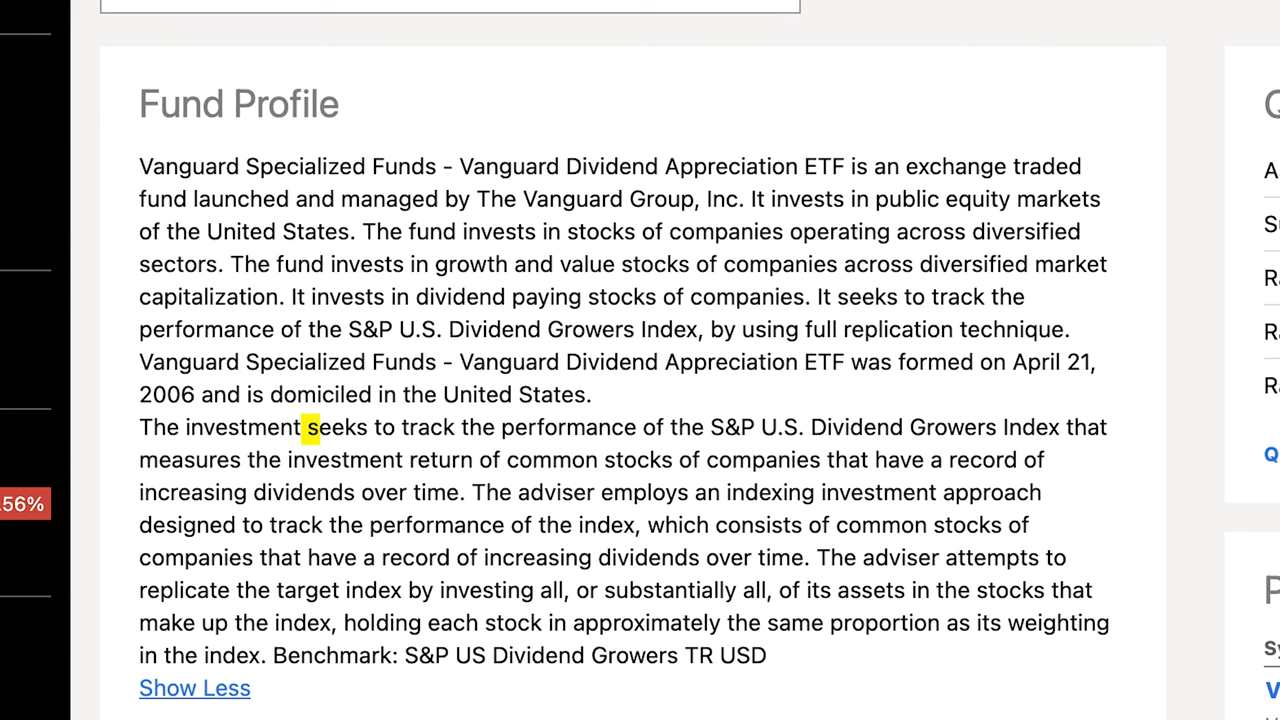 Fund Profile
Vanguard Specialized Funds - Vanguard Dividend Appreciation ETF is an exchange traded
fund launched and managed by The Vanguard Group, Inc. It invests in public equity markets
of the United States. The fund invests in stocks of companies operating across diversified
sectors. The fund invests in growth and value stocks of companies across diversified market
capitalization. It invests in dividend paying stocks of companies. It seeks to track the
performance of the S&P U.S. Dividend Growers Index, by using full replication technique.
Vanguard Specialized Funds - Vanguard Dividend Appreciation ETF was formed on April 21,
2006 and is domiciled in the United States.
The investment seeks to track the performance of the S&P U.S. Dividend Growers Index that
measures the investment return of common stocks of companies that have a record of
increasing dividends over time. The adviser employs an indexing investment approach
designed to track the performance of the index, which consists of common stocks of
companies that have a record of increasing dividends over time. The adviser attempts to
replicate the target index by investing all, or substantially all, of its assets in the stocks that
make up the index, holding each stock in approximately the same proportion as its weighting
in the index. Benchmark: S&P US Dividend Growers TR USD
Show Less
.56%